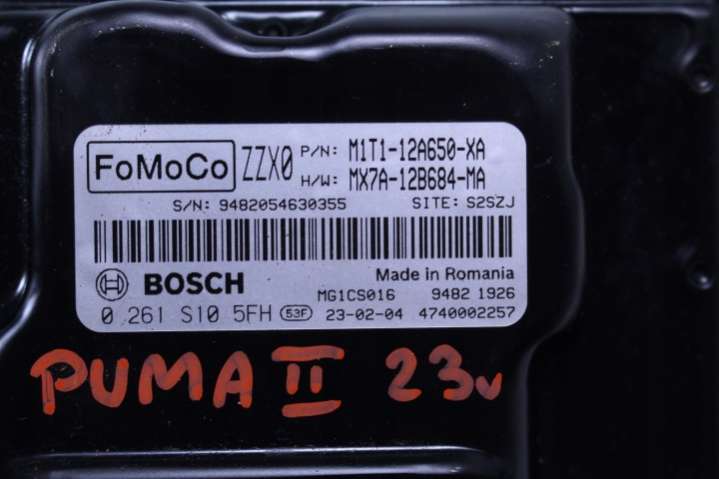 FoMoCo ZZX0 P/N: M1T1-12A650-XA
H/W: MX7A-12B684-MA
S/N: 9482054630355 SITE: S2SZJ
BOSCH Made in Romania
MG1CS016 9482 1926
0 261 S10 5FH 53F 23-02-04 4740002257
PUMA II 23v